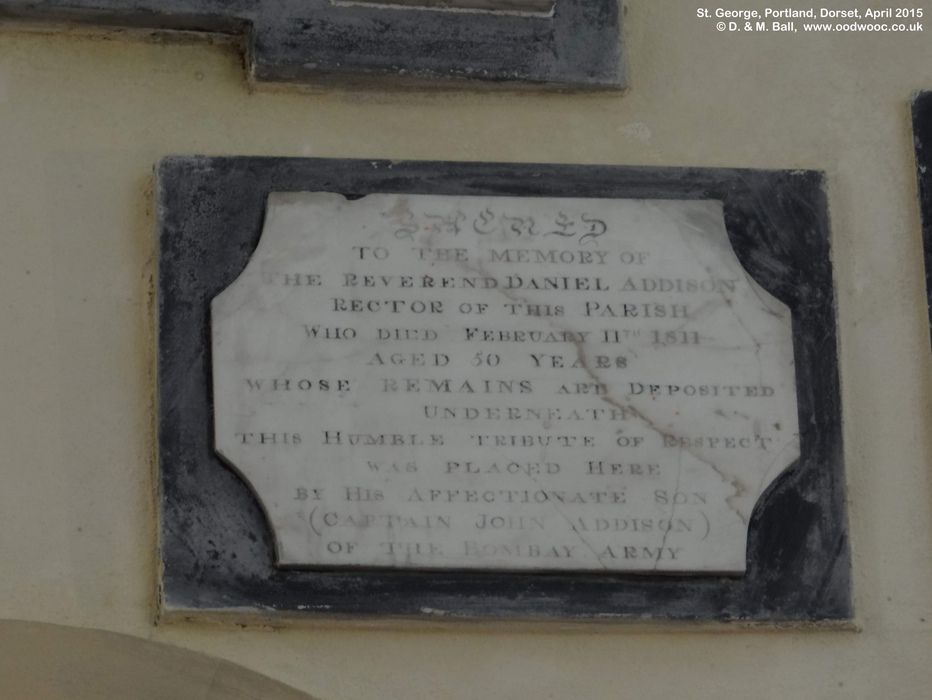 St. George, Portland, Dorset, April 2015
© D. & M. Ball, www.oodwooc.co.uk
SACRED
TO THE MEMORY OF
THE REVEREND DANIEL ADDISON
RECTOR OF THIS PARISH
WHO DIED FEBRUARY 11TH 1811
AGED 50 YEARS
WHOSE REMAINS ARE DEPOSITED
UNDERNEATH
THIS HUMBLE TRIBUTE OF RESPECT
WAS PLACED HERE
BY HIS AFFECTIONATE SON
(CAPTAIN JOHN ADDISON)
OF THE BOMBAY ARMY